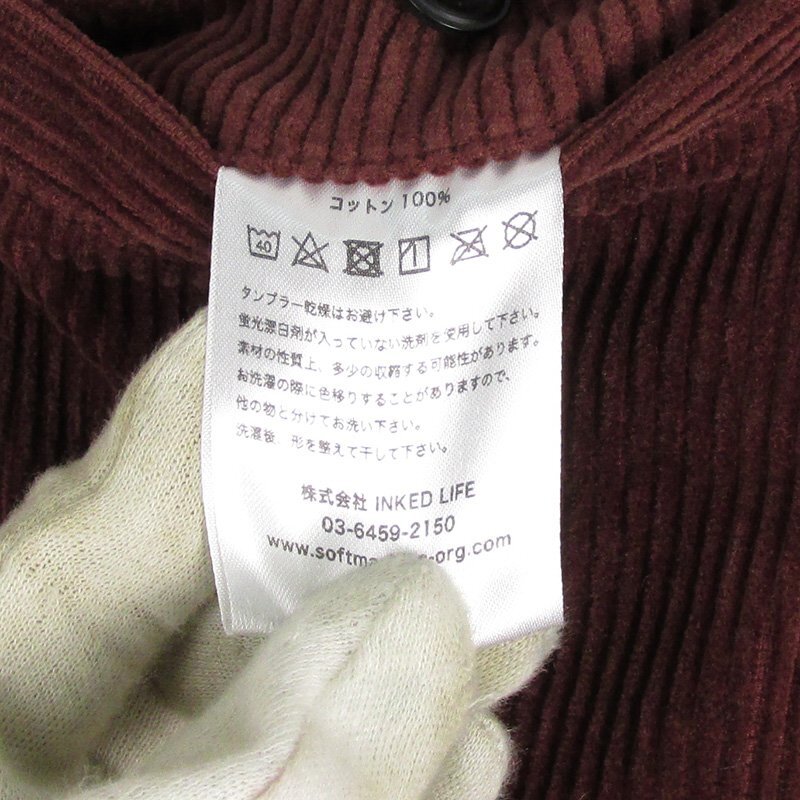 コットン 100%
40
タンブラー乾燥はお避け下さい。
蛍光漂白剤が入っていない洗剤を使用して下さい。
素材の性質上、多少の収縮する可能性があります。
お洗濯の際に色移りすることがありますので、
他の物と分けてお洗い下さい。
洗濯後、形を整えて干して下さい。
株式会社 INKED LIFE
03-6459-2150